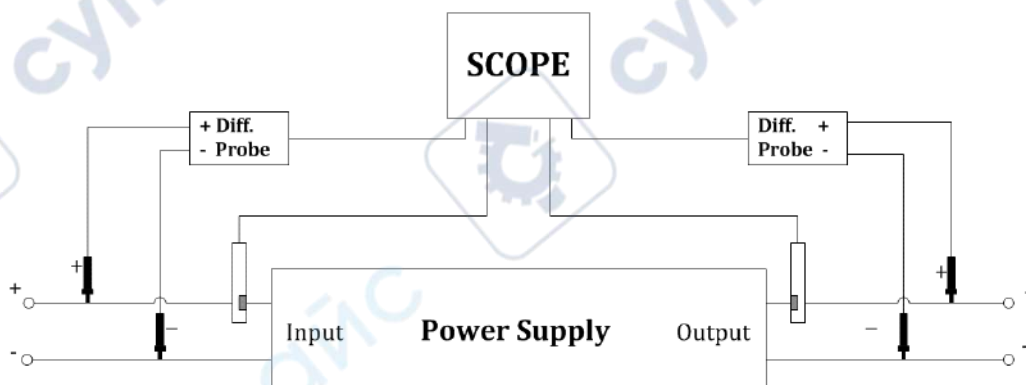 SCOPE
+ Diff.
- Probe
Diff. +
Probe -
+
+
+
-
Input
Power Supply
Output
-
-
-